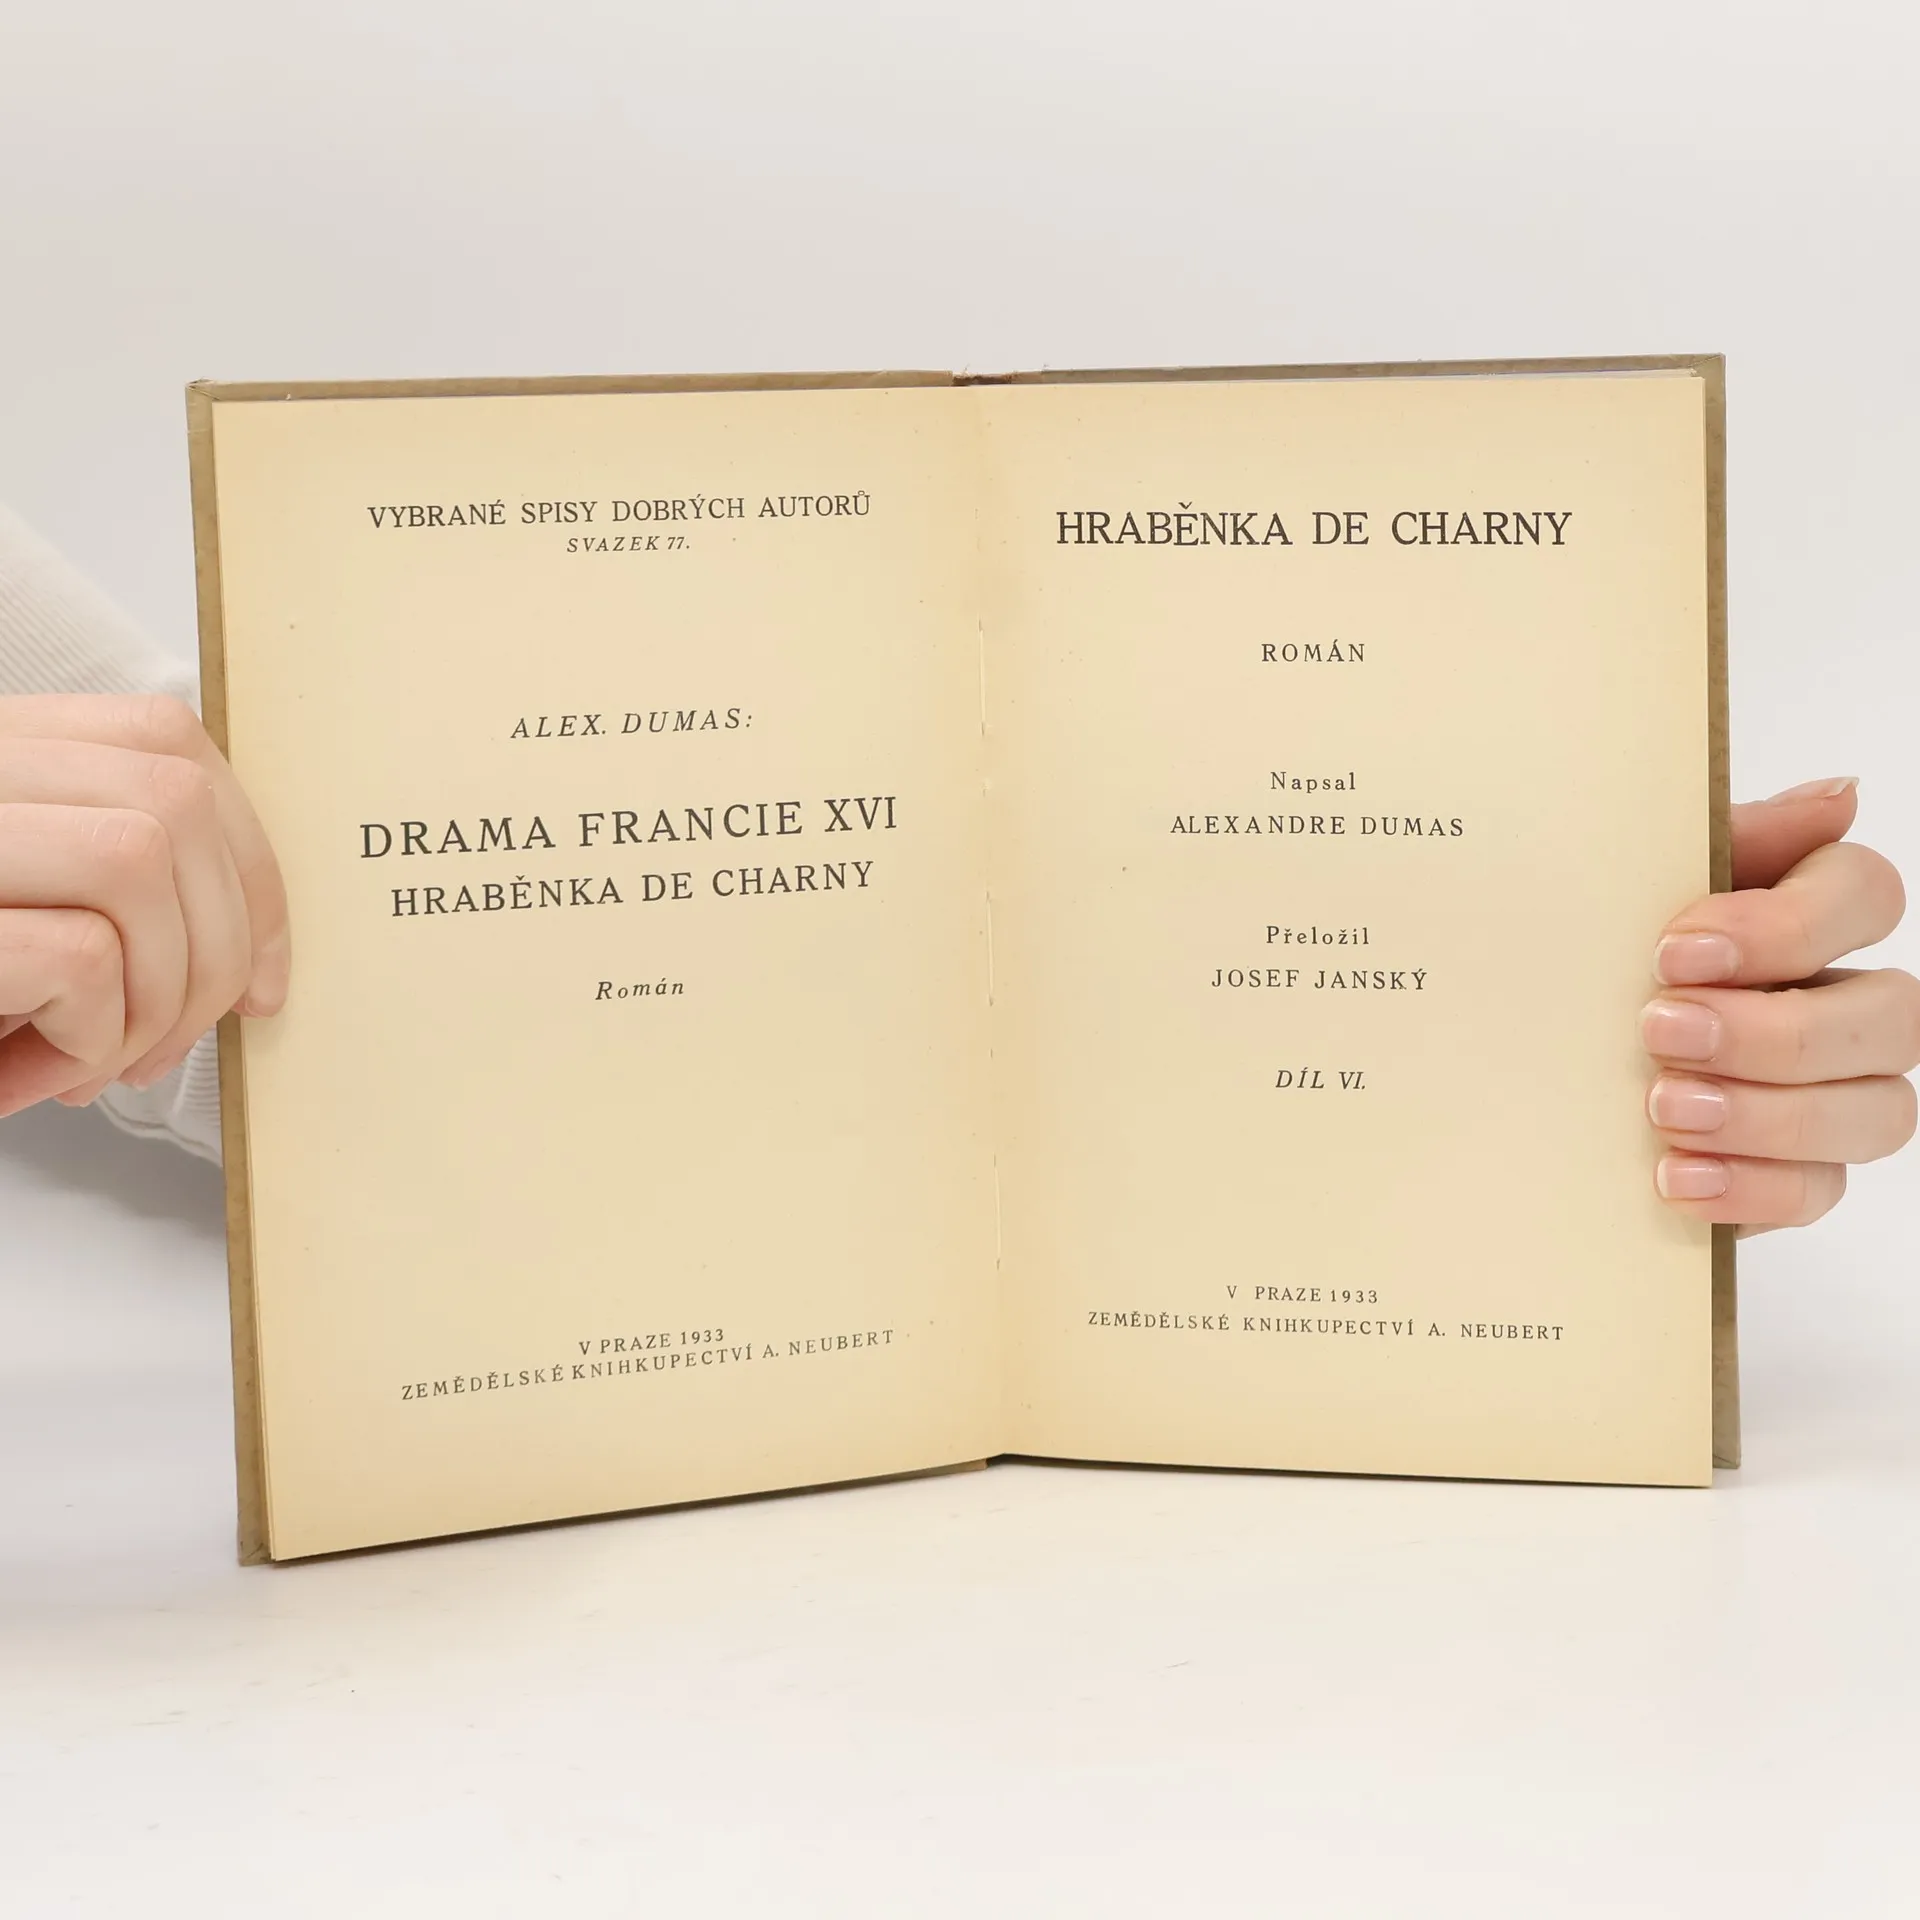 VYBRANÉ SPISY DOBRÝCH AUTORŮ
SVAZEK 77.
ALEX. DUMAS:
DRAMA FRANCIE XVI
HRABĚNKA DE CHARNY
Román
V PRAZE 1933
ZEMĚDĚLSKÉ KNIHKUPECTVÍ A. NEUBERT
HRABĚNKA DE CHARNY
ROMÁN
Napsal
ALEXANDRE DUMAS
Přeložil
JOSEF JANSKÝ
DÍL VI.
V PRAZE 1933
ZEMĚDĚLSKÉ KNIHKUPECTVÍ A. NEUBERT